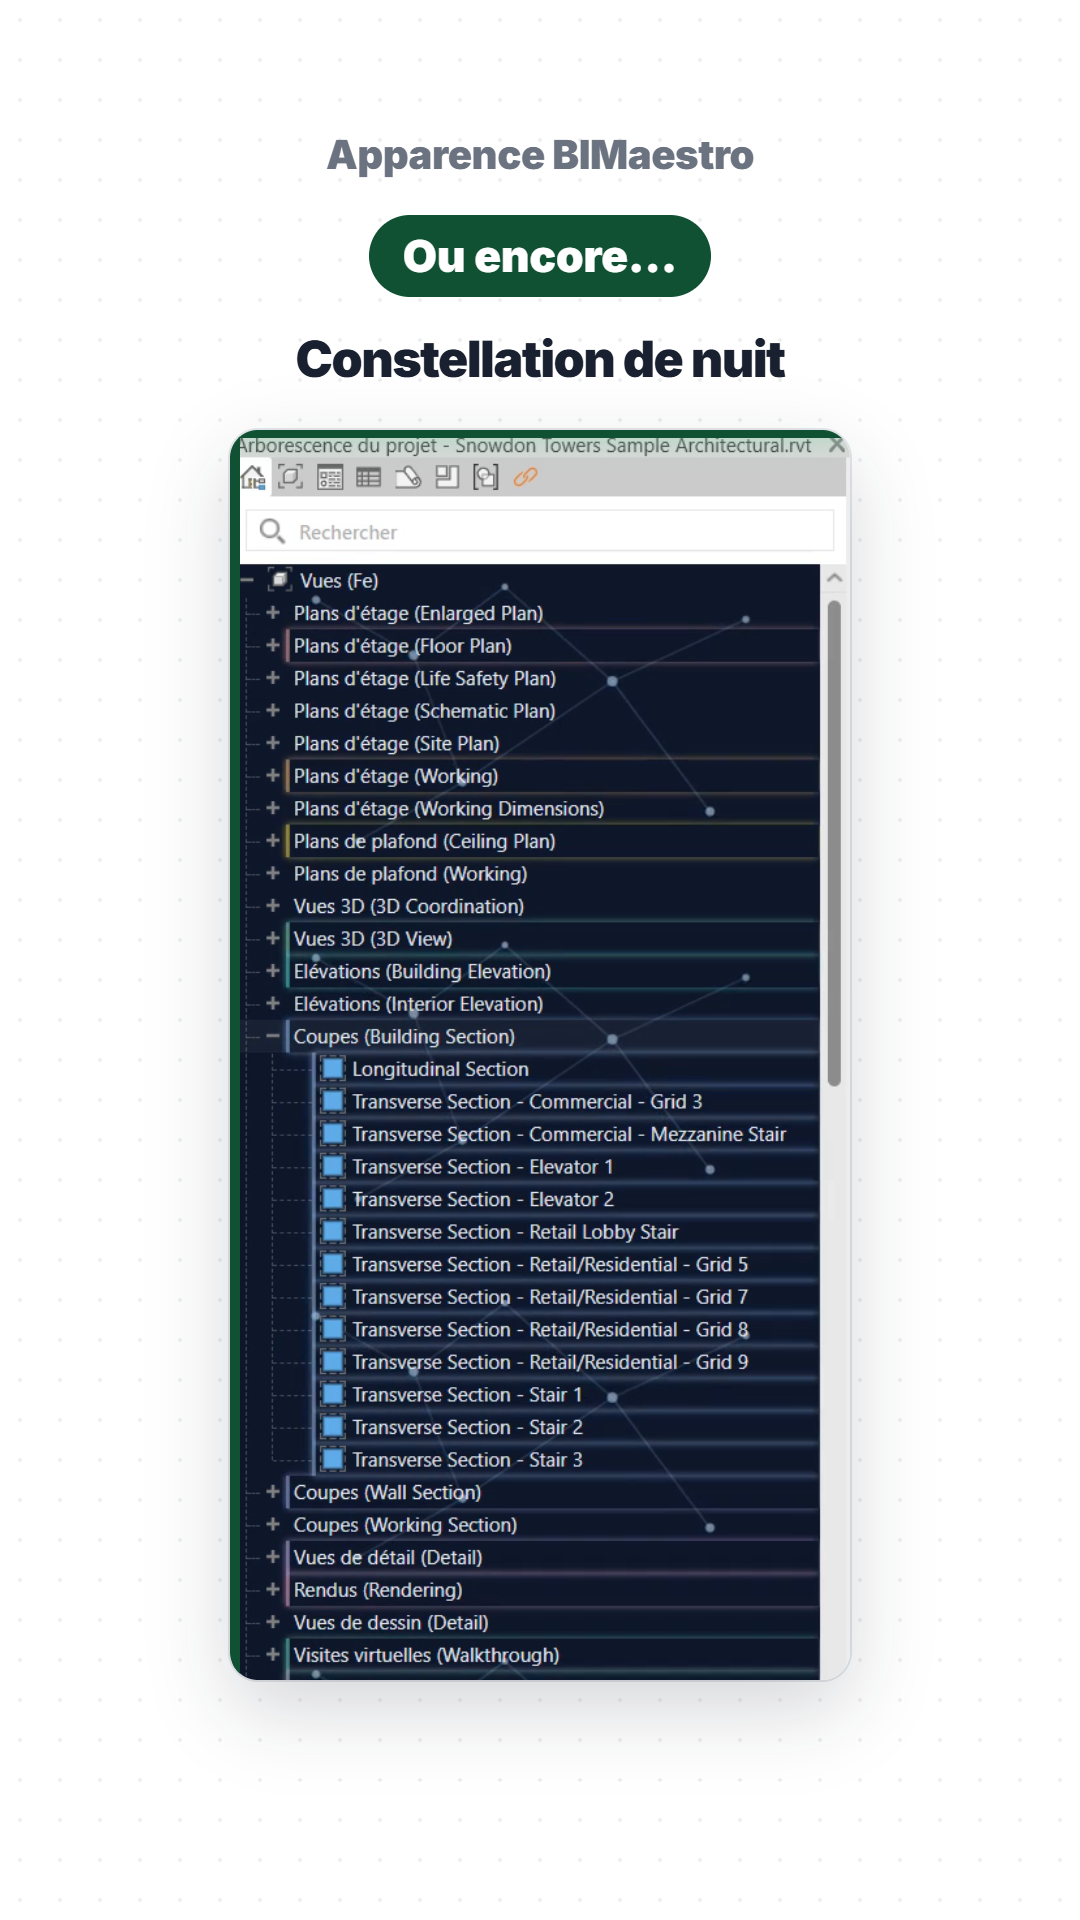 Apparence BIMaestro
Ou encore...
Constellation de nuit
Arborescence du projet - Snowdon Towers Sample Architectural.rvt
Rechercher
Vues (Fe)
Plans d'étage (Enlarged Plan)
Plans d'étage (Floor Plan)
Plans d'étage (Life Safety Plan)
Plans d'étage (Schematic Plan)
Plans d'étage (Site Plan)
Plans d'étage (Working)
Plans d'étage (Working Dimensions)
Plans de plafond (Ceiling Plan)
Plans de plafond (Working)
Vues 3D (3D Coordination)
Vues 3D (3D View)
Elévations (Building Elevation)
Elévations (Interior Elevation)
Coupes (Building Section)
Longitudinal Section
Transverse Section - Commercial - Grid 3
Transverse Section - Commercial - Mezzanine Stair
Transverse Section - Elevator 1
Transverse Section - Elevator 2
Transverse Section - Retail Lobby Stair
Transverse Section - Retail/Residential - Grid 5
Transverse Section - Retail/Residential - Grid 7
Transverse Section - Retail/Residential - Grid 8
Transverse Section - Retail/Residential - Grid 9
Transverse Section - Stair 1
Transverse Section - Stair 2
Transverse Section - Stair 3
Coupes (Wall Section)
Coupes (Working Section)
Vues de détail (Detail)
Rendus (Rendering)
Vues de dessin (Detail)
Visites virtuelles (Walkthrough)